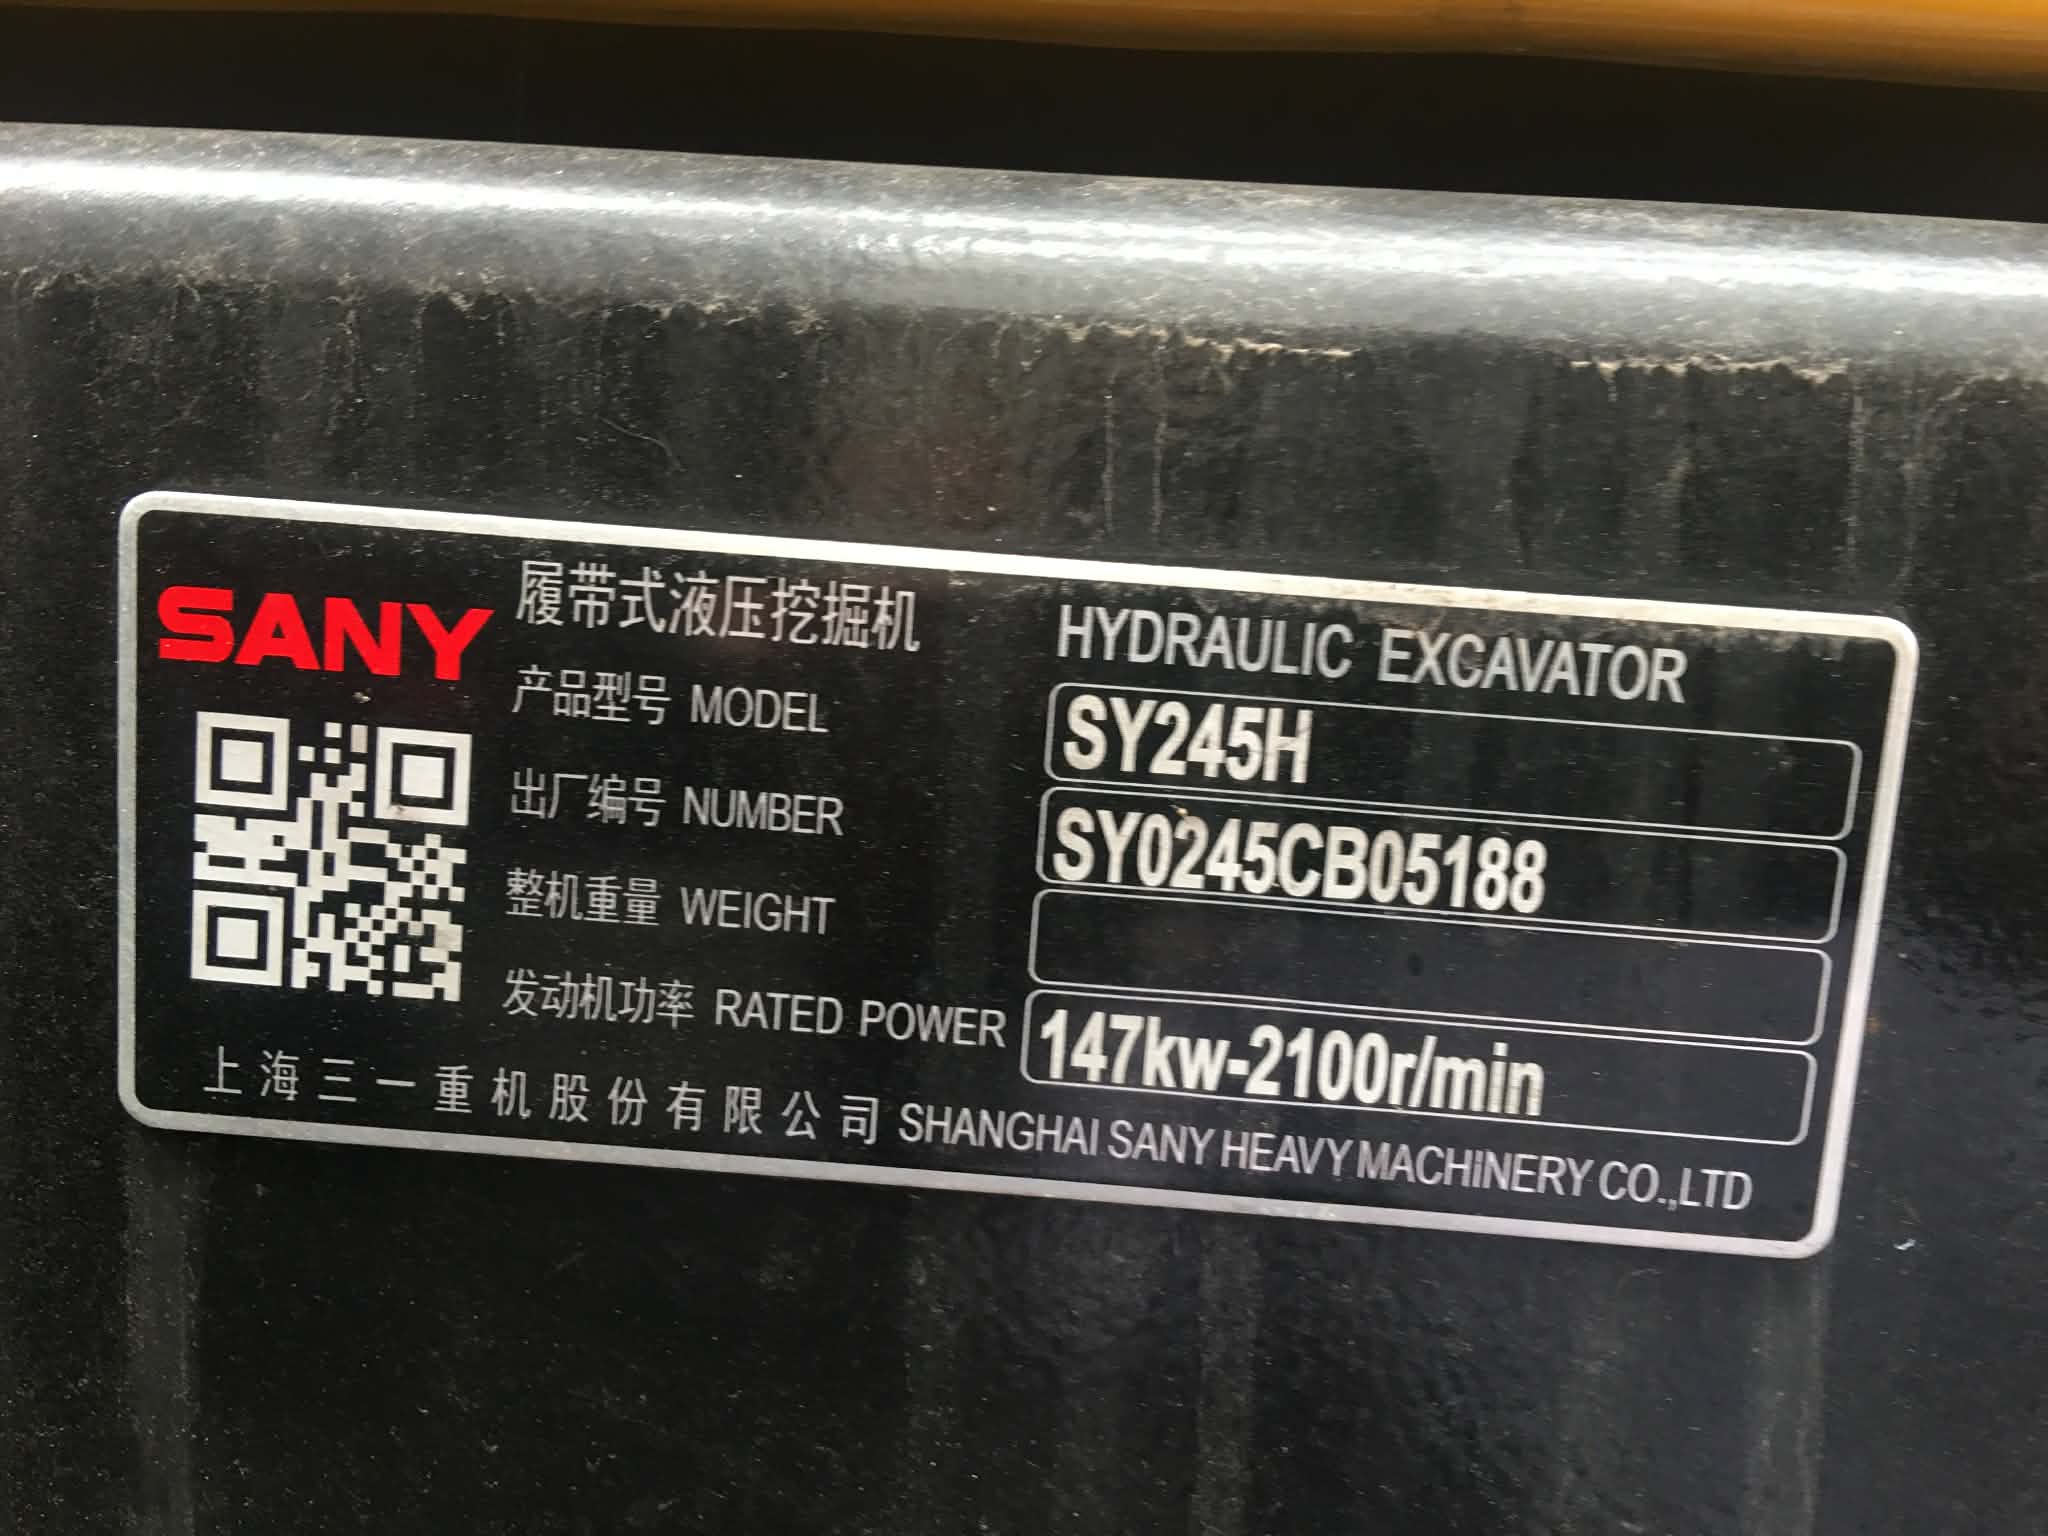 SANY
履带式液压挖掘机 HYDRAULIC EXCAVATOR
产品型号 MODEL SY245H
出厂编号 NUMBER SY0245CB05188
整机重量 WEIGHT
发动机功率 RATED POWER 147kw-2100r/min
上海三一重机股份有限公司 SHANGHAI SANY HEAVY MACHiNERY CO.,LTD